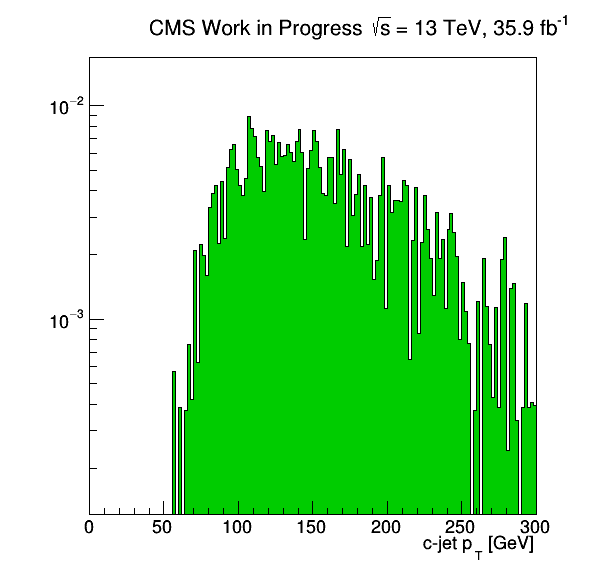 CMS Work in Progress √s = 13 TeV, 35.9 fb⁻¹
10⁻²
10⁻³
0 50 100 150 200 250 300
c-jet p_T [GeV]